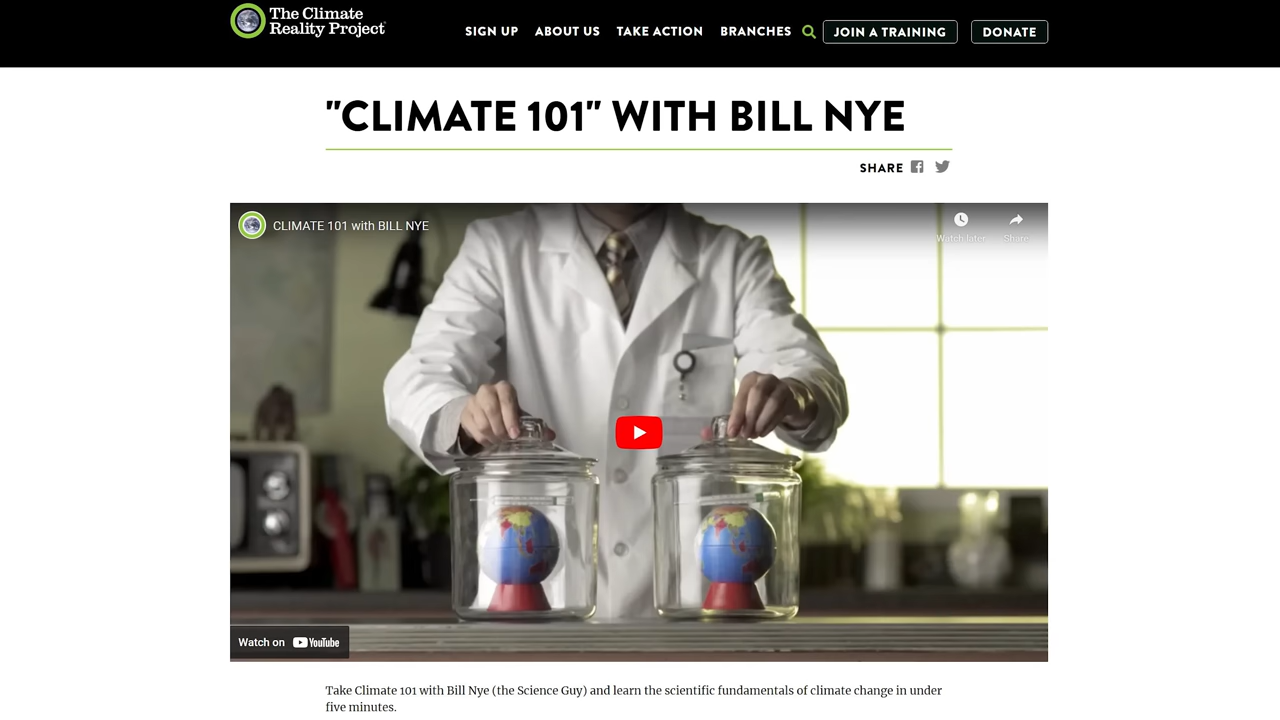 The Climate
Reality Project
SIGN UP ABOUT US TAKE ACTION BRANCHES JOIN A TRAINING DONATE
"CLIMATE 101" WITH BILL NYE
SHARE
CLIMATE 101 with BILL NYE
Watch later Share
Watch on YouTube
Take Climate 101 with Bill Nye (the Science Guy) and learn the scientific fundamentals of climate change in under
five minutes.